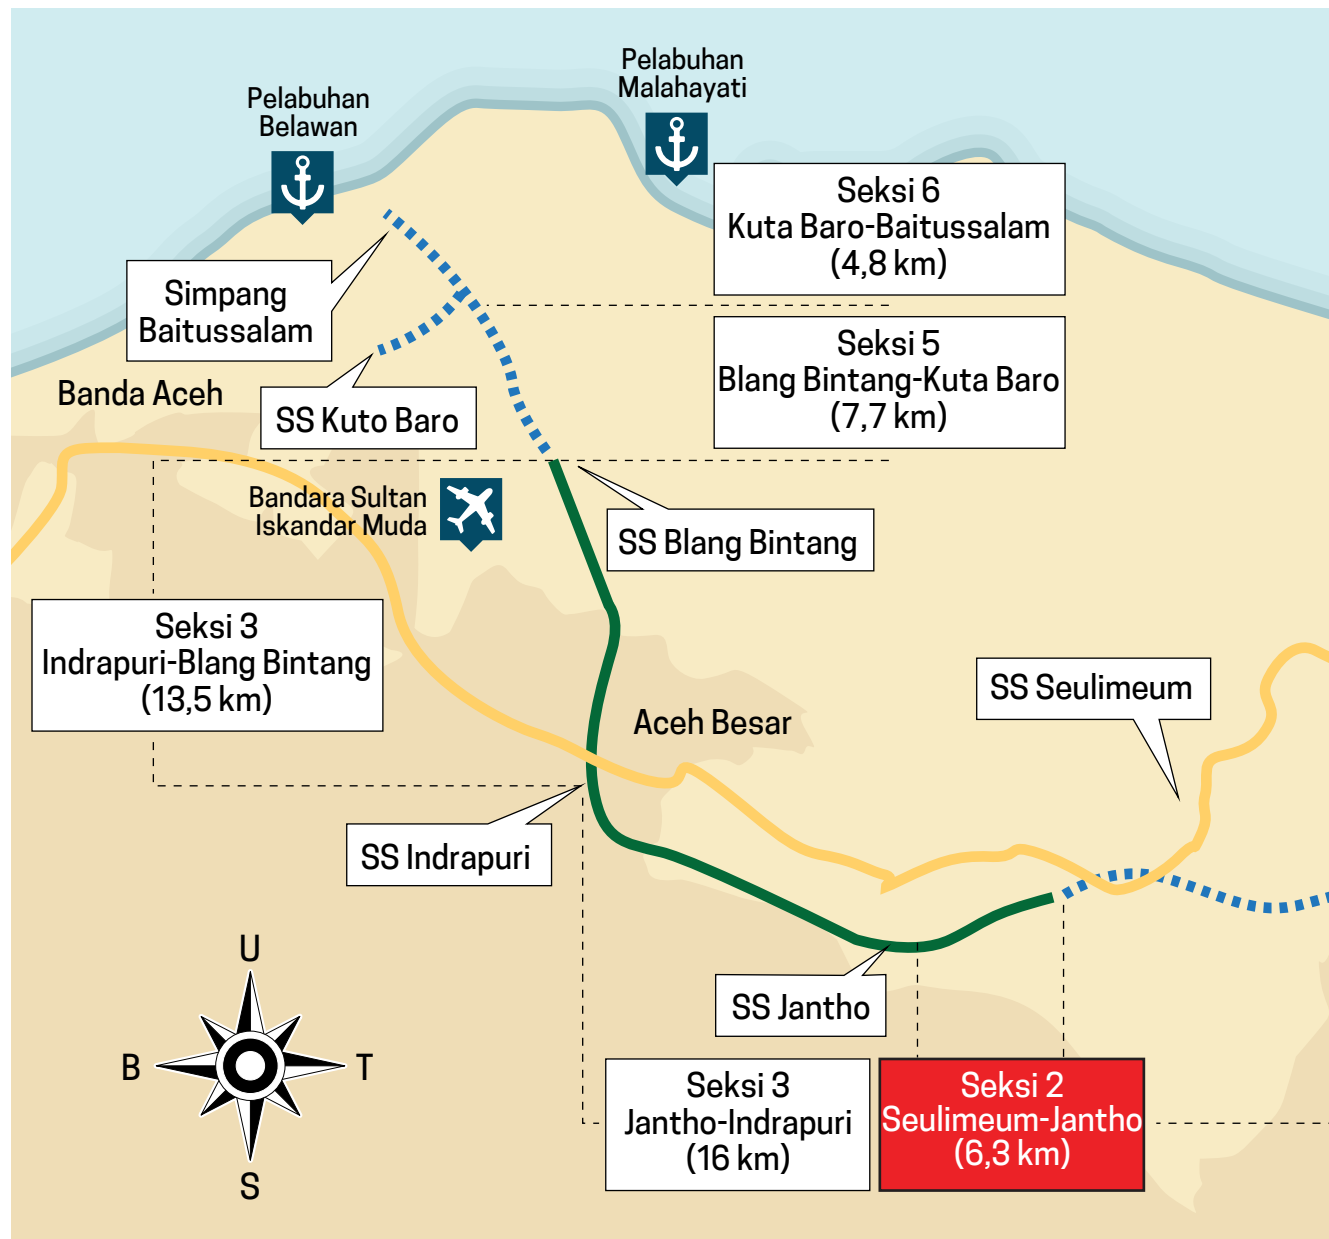 Pelabuhan
Malahayati
Pelabuhan
Belawan
Seksi 6
Kuta Baro-Baitussalam
(4,8 km)
Simpang
Baitussalam
Seksi 5
Blang Bintang-Kuta Baro
(7,7 km)
Banda Aceh
SS Kuto Baro
Bandara Sultan
Iskandar Muda
SS Blang Bintang
Seksi 3
Indrapuri-Blang Bintang
(13,5 km)
SS Seulimeum
Aceh Besar
SS Indrapuri
U
B
T
S
SS Jantho
Seksi 3
Jantho-Indrapuri
(16 km)
Seksi 2
Seulimeum-Jantho
(6,3 km)